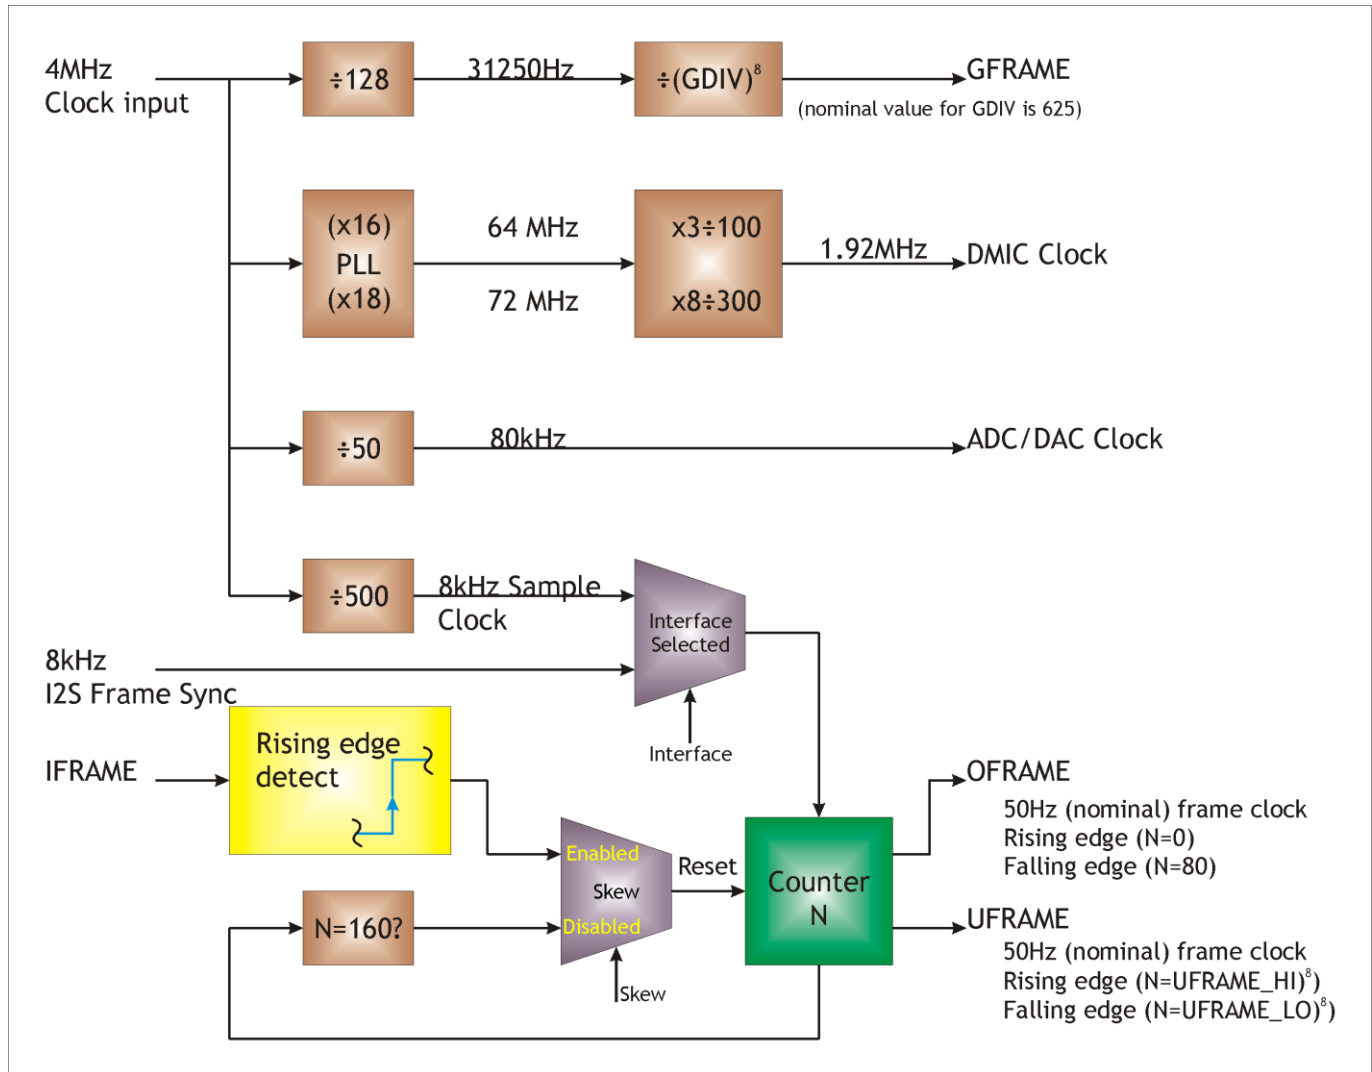 4MHz
Clock input
÷128
31250Hz
÷(GDIV)⁸
GFRAME
(nominal value for GDIV is 625)
(x16)
PLL
(x18)
64 MHz
72 MHz
x3÷100
x8÷300
1.92MHz
DMIC Clock
÷50
80kHz
ADC/DAC Clock
÷500
8kHz Sample
Clock
Interface
Selected
8kHz
I2S Frame Sync
Interface
IFRAME
Rising edge
detect
Enabled
Skew
Disabled
Skew
Reset
N=160?
Counter
N
OFRAME
50Hz (nominal) frame clock
Rising edge (N=0)
Falling edge (N=80)
UFRAME
50Hz (nominal) frame clock
Rising edge (N=UFRAME_HI)⁸)
Falling edge (N=UFRAME_LO)⁸)